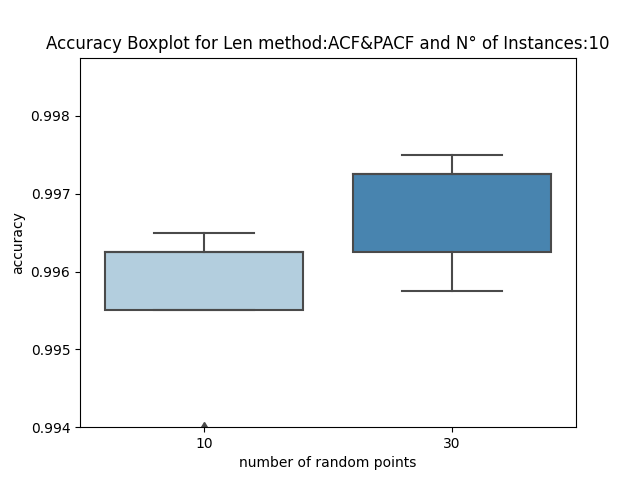 Accuracy Boxplot for Len method:ACF&PACF and N° of Instances:10
0.998
0.997
0.996
0.995
0.994
accuracy
10
30
number of random points